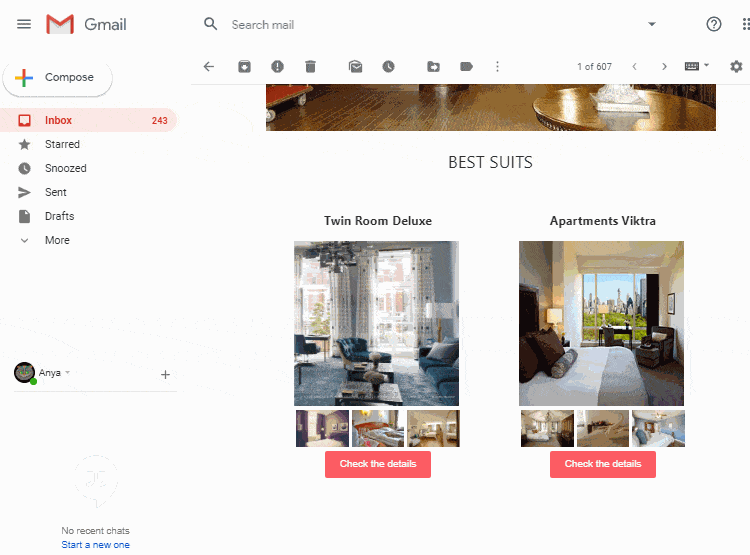 Gmail
Search mail
Compose
1 of 607
Inbox 243
Starred
Snoozed
Sent
Drafts
More
BEST SUITS
Twin Room Deluxe
Apartments Viktra
Check the details
Check the details
Anya
No recent chats
Start a new one